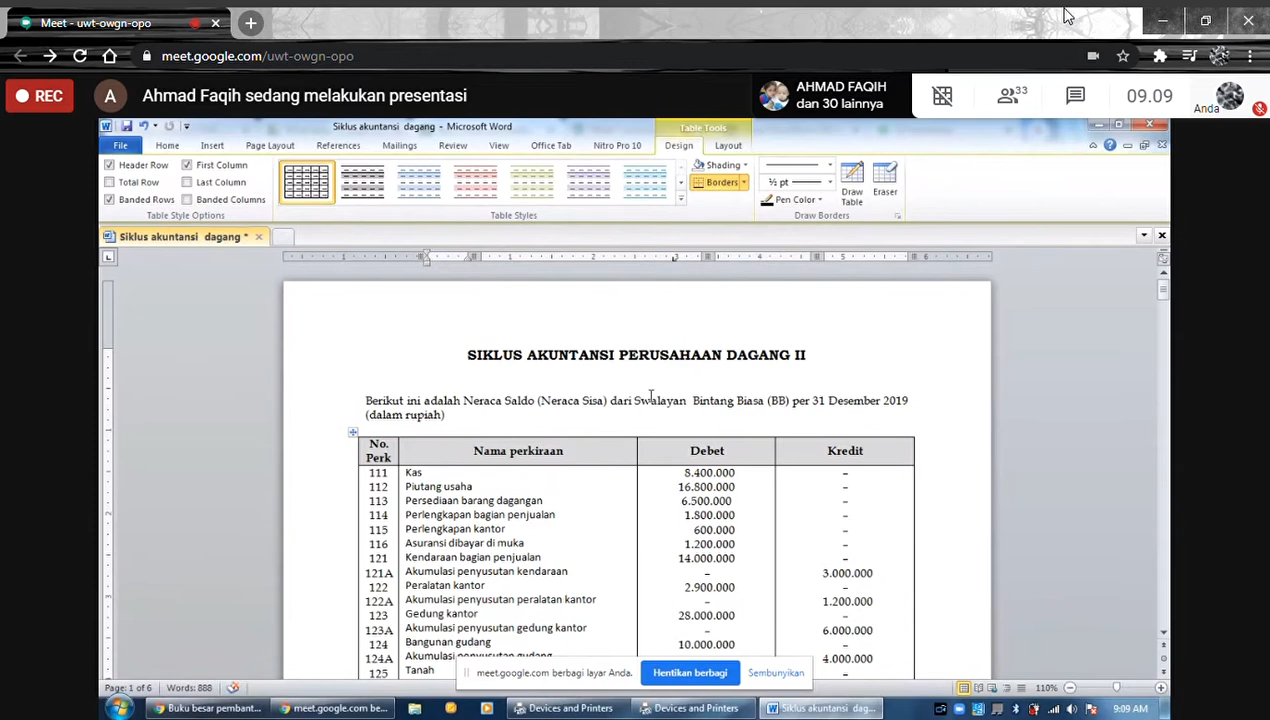 Meet - uwt-owgn-opo
meet.google.com/uwt-owgn-opo
REC
A
Ahmad Faqih sedang melakukan presentasi
AHMAD FAQIH
dan 30 lainnya
33
09.09
Anda
Siklus akuntansi dagang - Microsoft Word
Table Tools
File Home Insert Page Layout References Mailings Review View Office Tab Nitro Pro 10 Design Layout
Header Row First Column
Total Row Last Column
Banded Rows Banded Columns
Table Style Options
Table Styles
Shading
Borders
½ pt
Pen Color
Draw Table
Eraser
Draw Borders
Siklus akuntansi dagang *
1 1 2 3 4 5 6
SIKLUS AKUNTANSI PERUSAHAAN DAGANG II
Berikut ini adalah Neraca Saldo (Neraca Sisa) dari Swalayan Bintang Biasa (BB) per 31 Desember 2019
(dalam rupiah)
No. Perk Nama perkiraan Debet Kredit
111 Kas 8.400.000 –
112 Piutang usaha 16.800.000 –
113 Persediaan barang dagangan 6.500.000 –
114 Perlengkapan bagian penjualan 1.800.000 –
115 Perlengkapan kantor 600.000 –
116 Asuransi dibayar di muka 1.200.000 –
121 Kendaraan bagian penjualan 14.000.000 –
121A Akumulasi penyusutan kendaraan – 3.000.000
122 Peralatan kantor 2.900.000 –
122A Akumulasi penyusutan peralatan kantor – 1.200.000
123 Gedung kantor 28.000.000 –
123A Akumulasi penyusutan gedung kantor – 6.000.000
124 Bangunan gudang 10.000.000 –
124A Akumulasi penyusutan gudang 4.000.000
125 Tanah –
meet.google.com berbagi layar Anda.
Hentikan berbagi
Sembunyikan
Page: 1 of 6 Words: 888
110%
Buku besar pembant...
meet.google.com be...
Devices and Printers
Devices and Printers
Siklus akuntansi dag...
9:09 AM